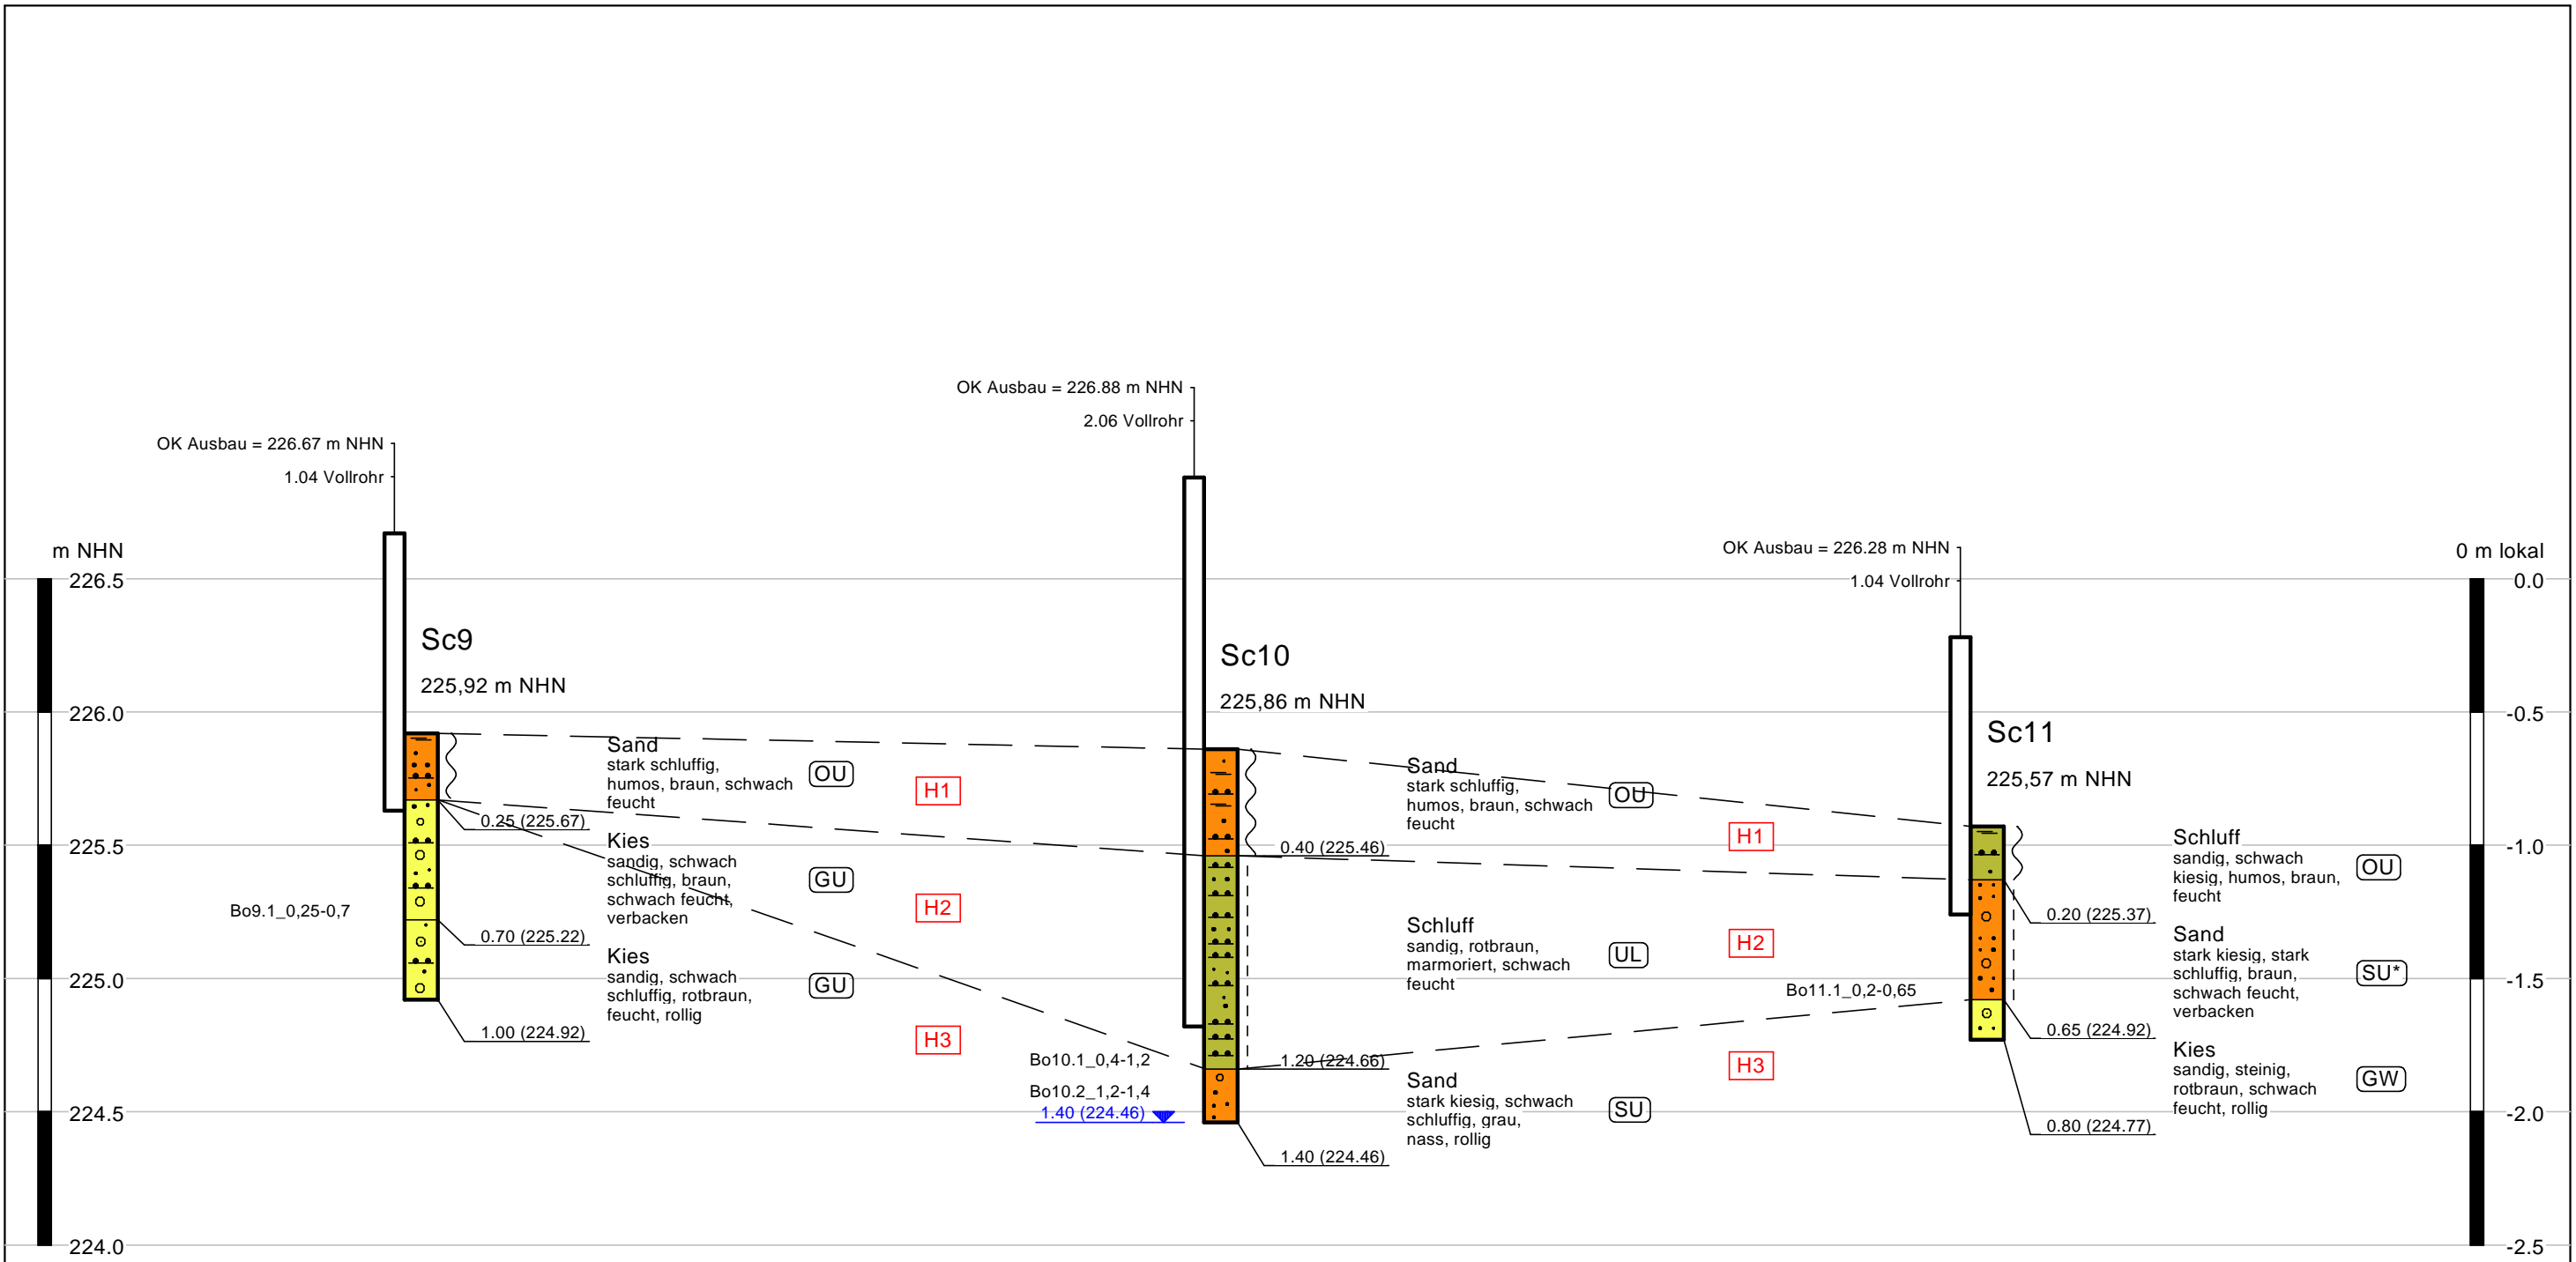 OK Ausbau = 226.88 m NHN
2.06 Vollrohr
OK Ausbau = 226.67 m NHN
1.04 Vollrohr
OK Ausbau = 226.28 m NHN
1.04 Vollrohr
m NHN
0 m lokal
226.5
226.0
225.5
225.0
224.5
224.0
Sc9
225,92 m NHN
Sand
stark schluffig,
humos, braun, schwach
feucht
OU
H1
0.25 (225.67)
Kies
sandig, schwach
schluffig, braun,
schwach feucht,
verbacken
GU
H2
Bo9.1_0,25-0,7
0.70 (225.22)
Kies
sandig, schwach
schluffig, rotbraun,
feucht, rollig
GU
H3
1.00 (224.92)
Sc10
225,86 m NHN
Sand
stark schluffig,
humos, braun, schwach
feucht
OU
H1
0.40 (225.46)
Schluff
sandig, rotbraun,
marmoriert, schwach
feucht
UL
H2
Bo10.1_0,4-1,2
1.20 (224.66)
Bo10.2_1,2-1,4
1.40 (224.46)
Sand
stark kiesig, schwach
schluffig, grau,
nass, rollig
SU
H3
1.40 (224.46)
Sc11
225,57 m NHN
Schluff
sandig, schwach
kiesig, humos, braun,
feucht
OU
0.20 (225.37)
Sand
stark kiesig, stark
schluffig, braun,
schwach feucht,
verbacken
SU*
Bo11.1_0,2-0,65
0.65 (224.92)
Kies
sandig, steinig,
rotbraun, schwach
feucht, rollig
GW
0.80 (224.77)
0.0
-0.5
-1.0
-1.5
-2.0
-2.5